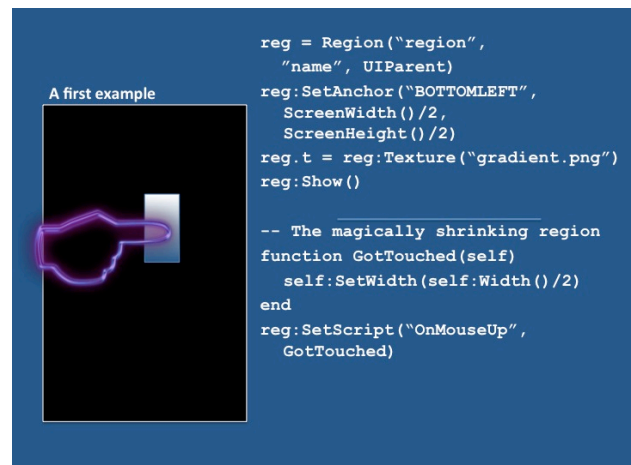 A first example
reg = Region(“region”,
”name”, UIParent)
reg:SetAnchor(“BOTTOMLEFT”,
ScreenWidth()/2,
ScreenHeight()/2)
reg.t = reg:Texture(“gradient.png”)
reg:Show()
-- The magically shrinking region
function GotTouched(self)
self:SetWidth(self:Width()/2)
end
reg:SetScript(“OnMouseUp”,
GotTouched)